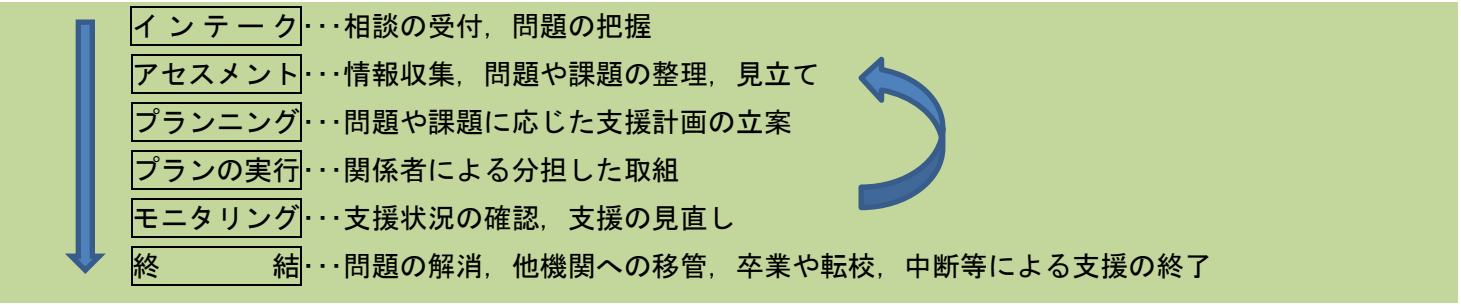 インテーク･･･相談の受付，問題の把握
アセスメント･･･情報収集，問題や課題の整理，見立て
プランニング･･･問題や課題に応じた支援計画の立案
プランの実行･･･関係者による分担した取組
モニタリング･･･支援状況の確認，支援の見直し
終結･･･問題の解消，他機関への移管，卒業や転校，中断等による支援の終了